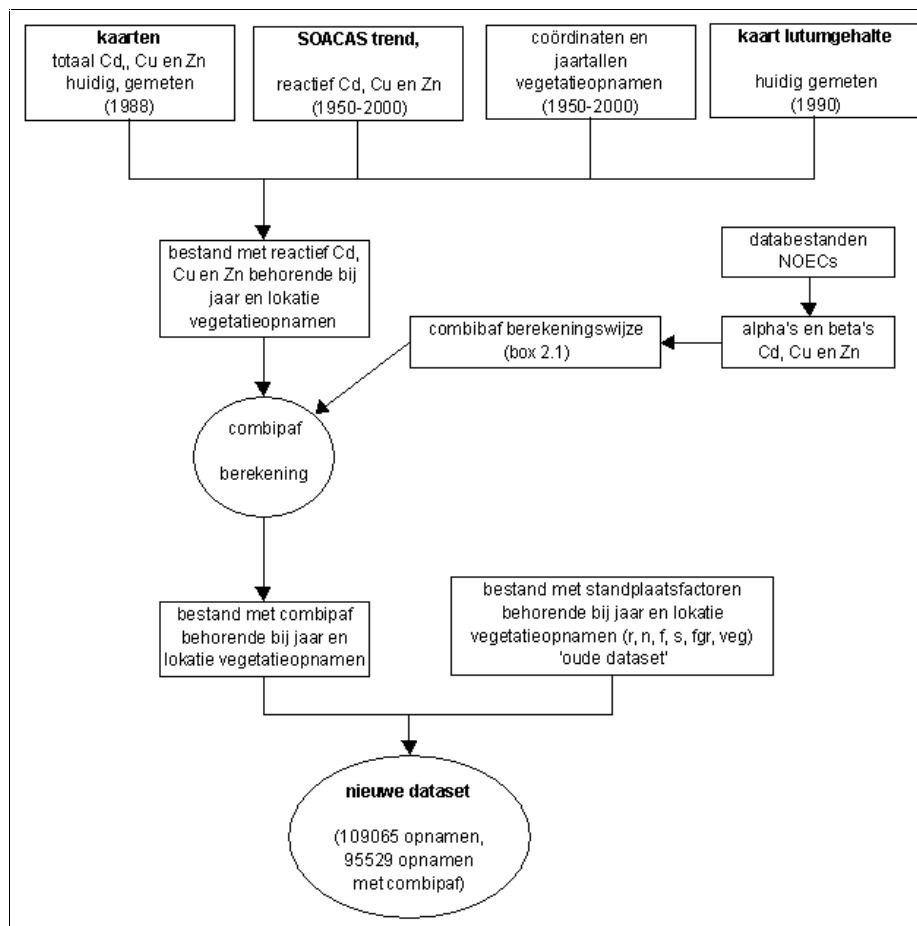 kaarten
totaal Cd,, Cu en Zn
huidig, gemeten
(1988)
SOACAS trend,
reactief Cd, Cu en Zn
(1950-2000)
coördinaten en
jaartallen
vegetatieopnamen
(1950-2000)
kaart lutumgehalte
huidig gemeten
(1990)
bestand met reactief Cd,
Cu en Zn behorende bij
jaar en lokatie
vegetatieopnamen
databestanden
NOECs
combibaf berekeningswijze
(box 2.1)
alpha's en beta's
Cd, Cu en Zn
combipaf
berekening
bestand met combipaf
behorende bij jaar en
lokatie vegetatieopnamen
bestand met standplaatsfactoren
behorende bij jaar en lokatie
vegetatieopnamen (r, n, f, s, fgr, veg)
'oude dataset'
nieuwe dataset
(109065 opnamen,
95529 opnamen
met combipaf)